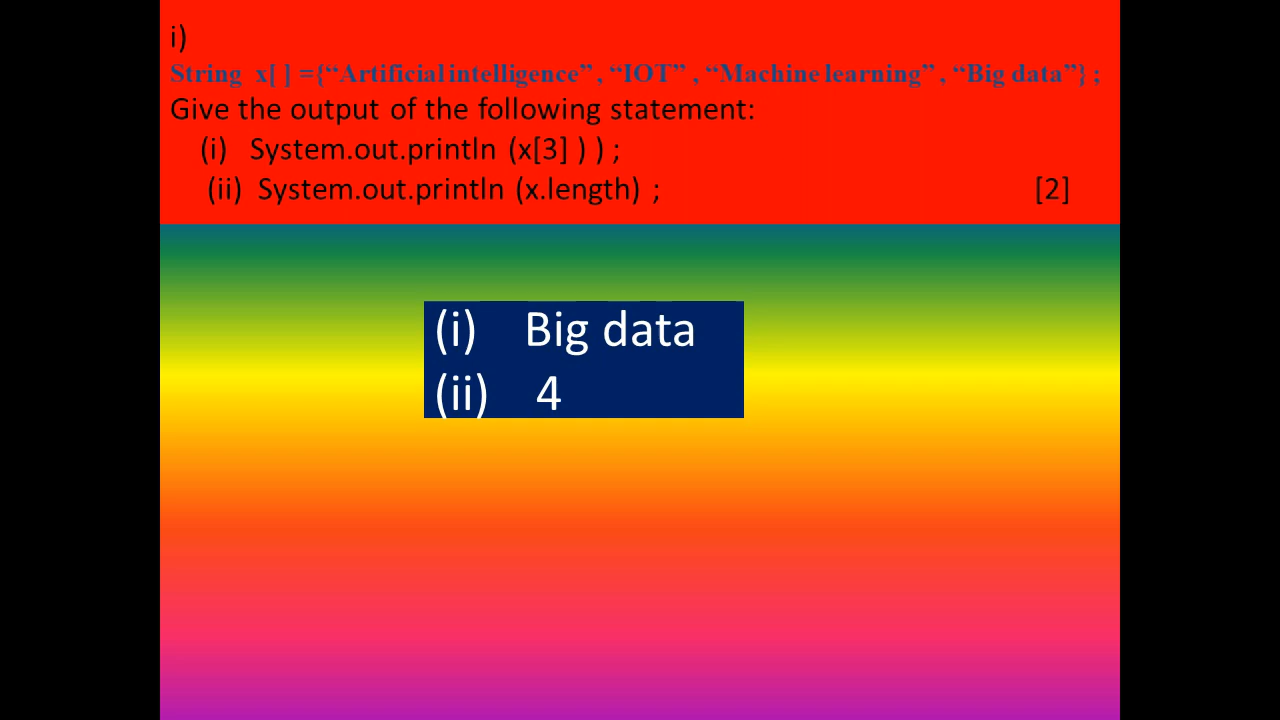 i)
String x[ ] ={“Artificial intelligence” , “IOT” , “Machine learning” , “Big data”} ;
Give the output of the following statement:
(i) System.out.println (x[3] ) ) ;
(ii) System.out.println (x.length) ; [2]
(i) Big data
(ii) 4